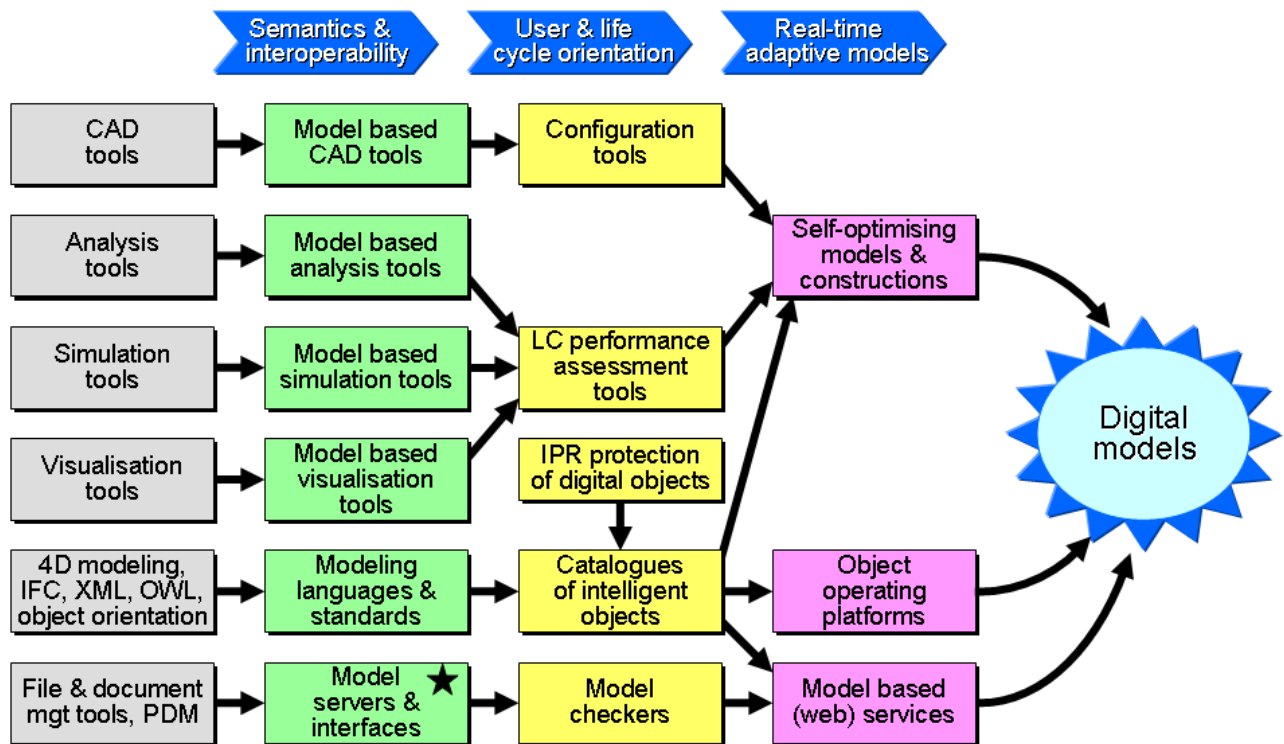 Semantics &
interoperability
User & life
cycle orientation
Real-time
adaptive models
CAD
tools
Model based
CAD tools
Configuration
tools
Analysis
tools
Model based
analysis tools
Self-optimising
models &
constructions
Simulation
tools
Model based
simulation tools
LC performance
assessment
tools
Visualisation
tools
Model based
visualisation
tools
IPR protection
of digital objects
Digital
models
4D modeling,
IFC, XML, OWL,
object orientation
Modeling
languages &
standards
Catalogues
of intelligent
objects
Object
operating
platforms
File & document
mgt tools, PDM
Model
servers &
interfaces
Model
checkers
Model based
(web) services